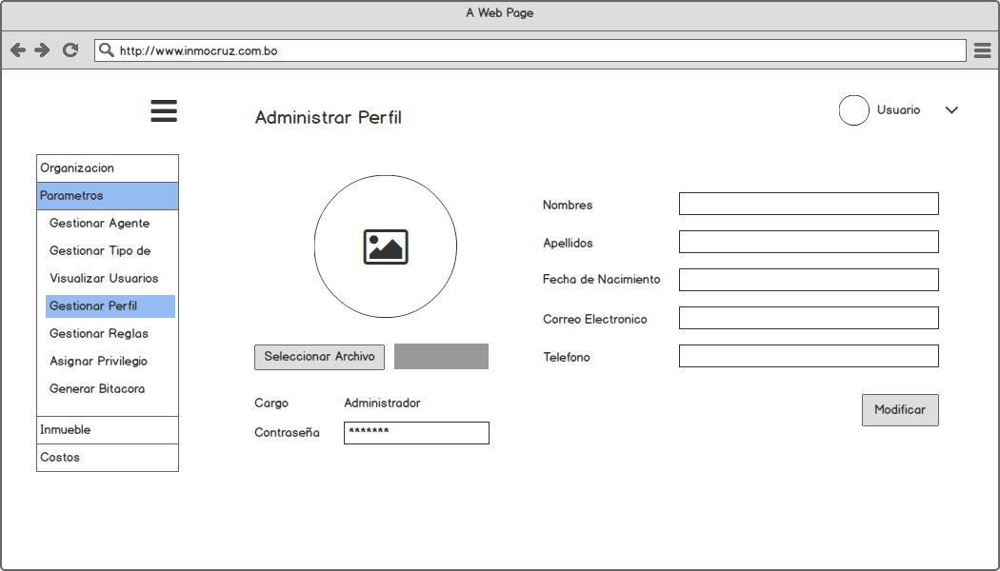 A Web Page
http://www.inmocruz.com.bo
Administrar Perfil
Usuario
Organizacion
Parametros
Gestionar Agente
Gestionar Tipo de
Visualizar Usuarios
Gestionar Perfil
Gestionar Reglas
Asignar Privilegio
Generar Bitacora
Inmueble
Costos
Seleccionar Archivo
Cargo Administrador
Contraseña *******
Nombres
Apellidos
Fecha de Nacimiento
Correo Electronico
Telefono
Modificar